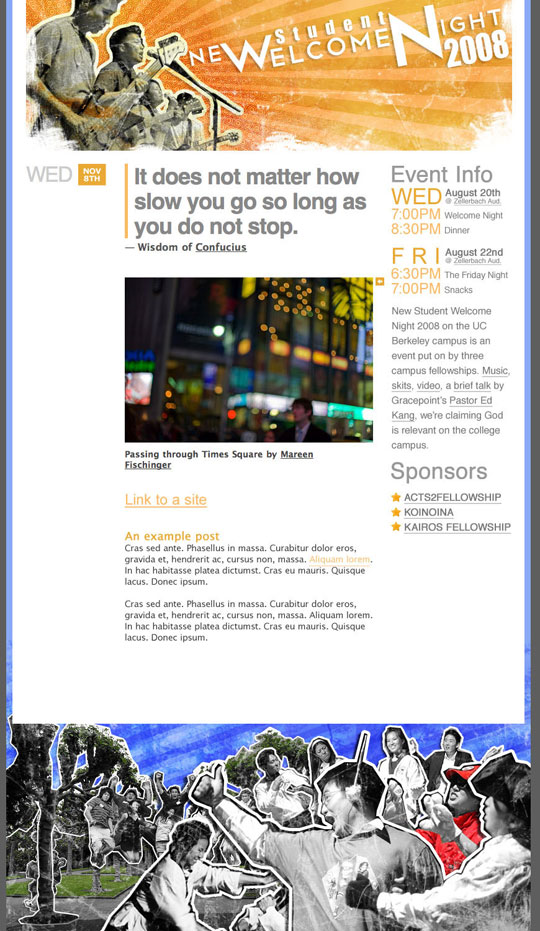 NEW Student WELCOME NIGHT 2008
WED
NOV
8TH
It does not matter how
slow you go so long as
you do not stop.
— Wisdom of Confucius
Passing through Times Square by Mareen
Fischinger
Link to a site
An example post
Cras sed ante. Phasellus in massa. Curabitur dolor eros,
gravida et, hendrerit ac, cursus non, massa. Aliquam lorem.
In hac habitasse platea dictumst. Cras eu mauris. Quisque
lacus. Donec ipsum.
Cras sed ante. Phasellus in massa. Curabitur dolor eros,
gravida et, hendrerit ac, cursus non, massa. Aliquam lorem.
In hac habitasse platea dictumst. Cras eu mauris. Quisque
lacus. Donec ipsum.
Event Info
WED August 20th
@ Zellerbach Aud.
7:00PM Welcome Night
8:30PM Dinner
FRI August 22nd
@ Zellerbach Aud.
6:30PM The Friday Night
7:00PM Snacks
New Student Welcome
Night 2008 on the UC
Berkeley campus is an
event put on by three
campus fellowships. Music,
skits, video, a brief talk by
Gracepoint's Pastor Ed
Kang, we're claiming God
is relevant on the college
campus.
Sponsors
ACTS2FELLOWSHIP
KOINOINA
KAIROS FELLOWSHIP